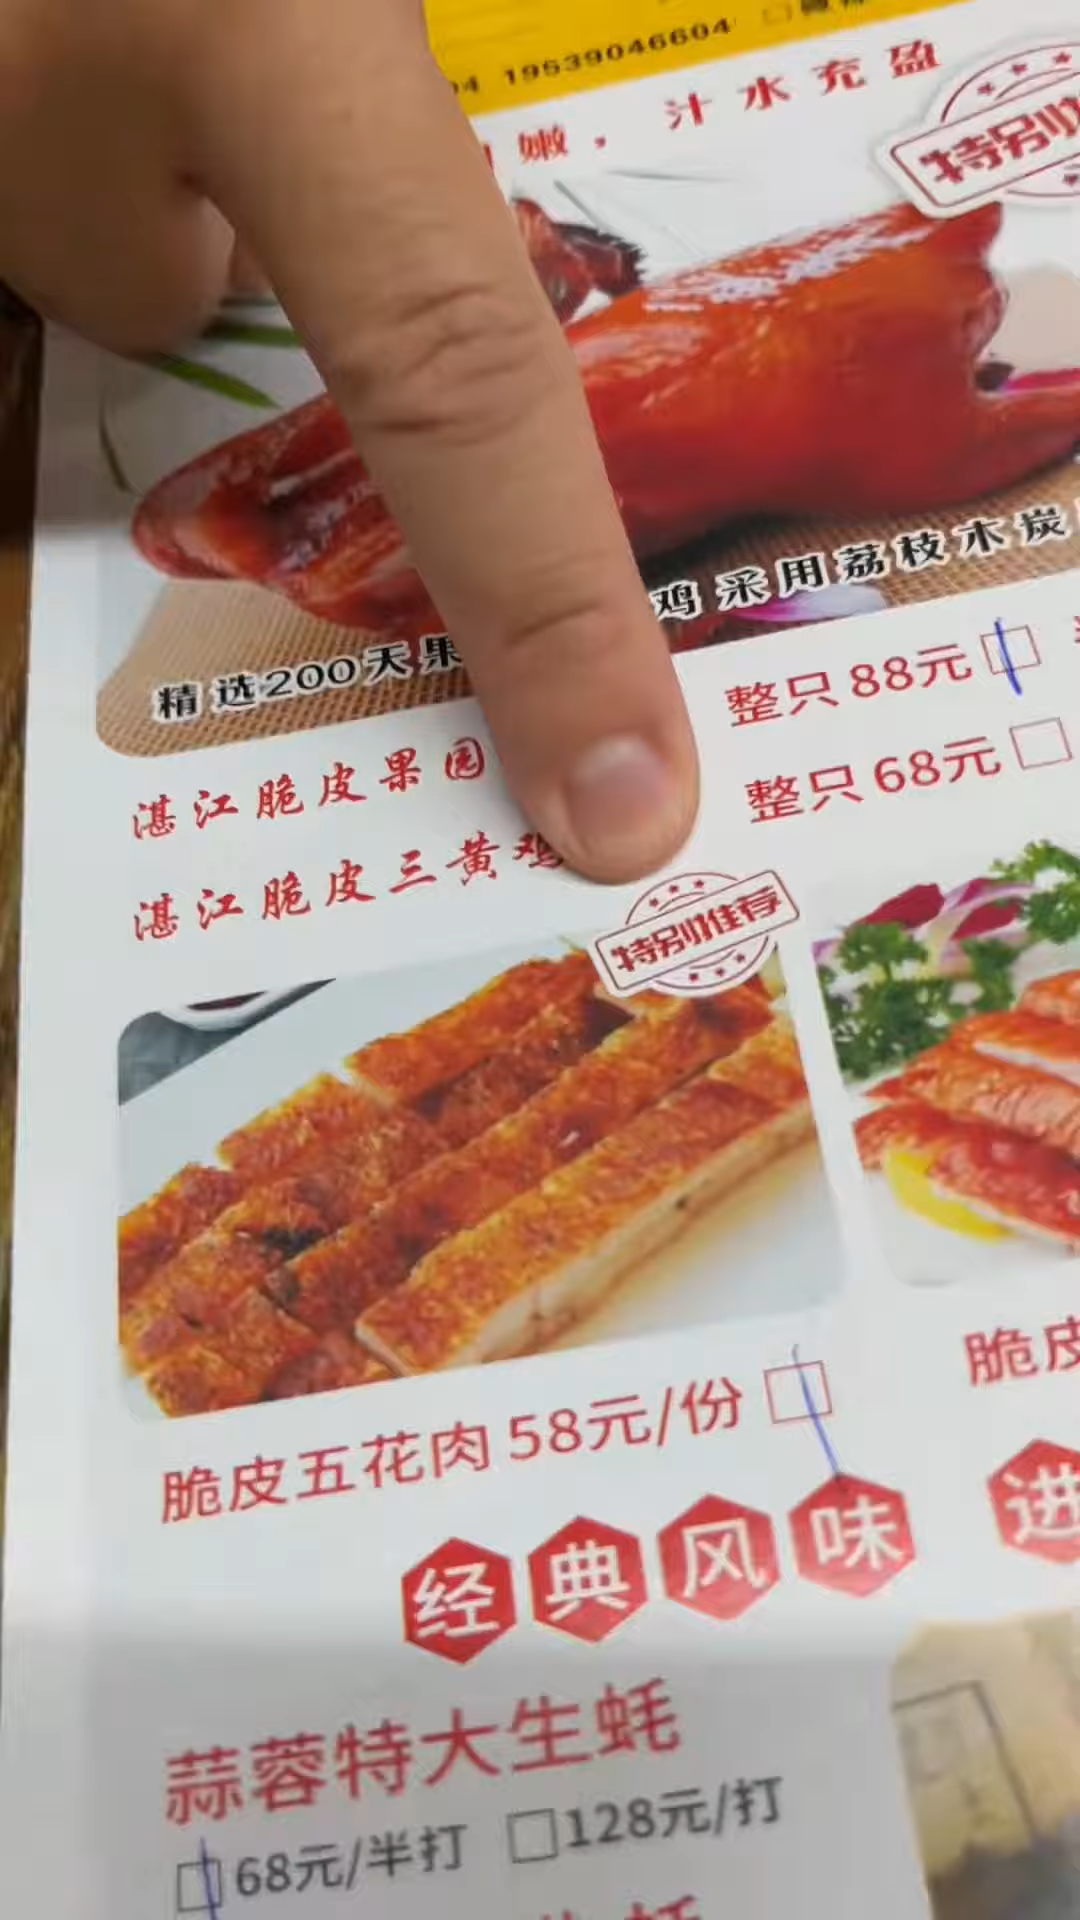 19539046604
嫩，汁水充盈
特别
精选200天果
鸡采用荔枝木炭
湛江脆皮果园
整只88元
湛江脆皮三黄鸡
整只68元
特别推荐
脆皮五花肉58元/份
脆皮
经典风味
进
蒜蓉特大生蚝
68元/半打
128元/打